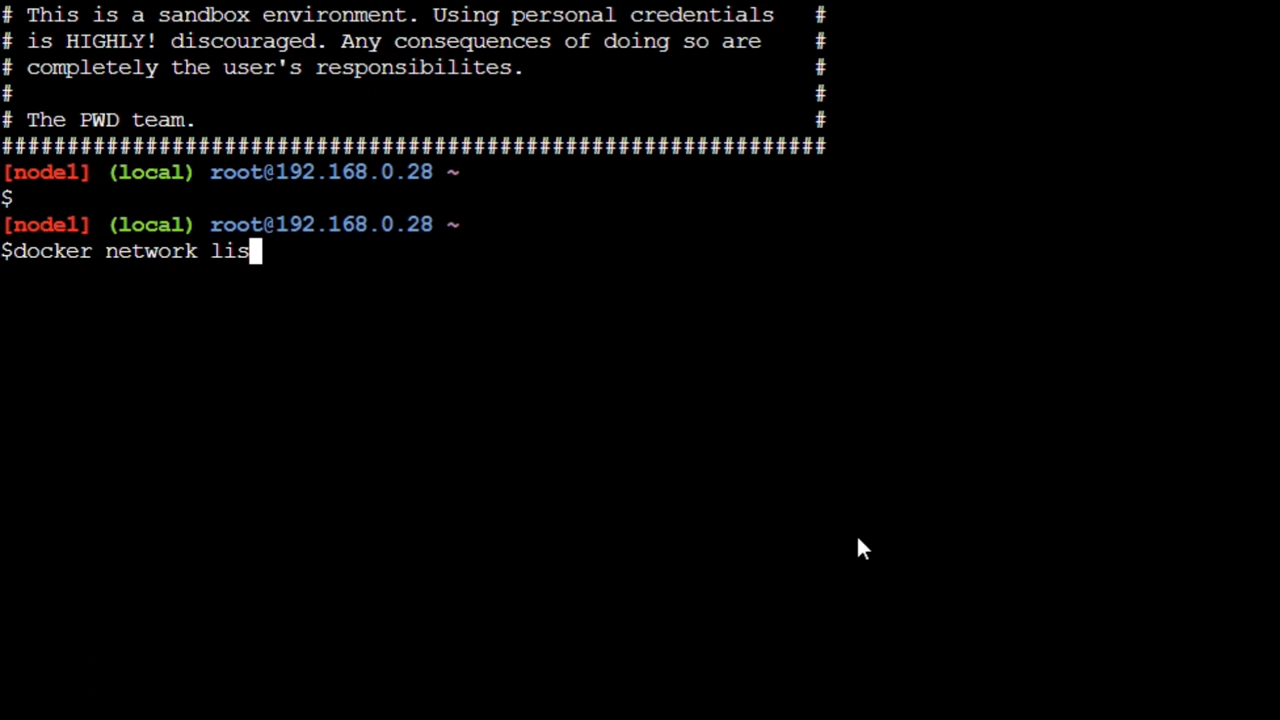 # This is a sandbox environment. Using personal credentials #
# is HIGHLY! discouraged. Any consequences of doing so are #
# completely the user's responsibilites. #
# #
# The PWD team. #
###############################################################
[node1] (local) root@192.168.0.28 ~
$
[node1] (local) root@192.168.0.28 ~
$docker network lis